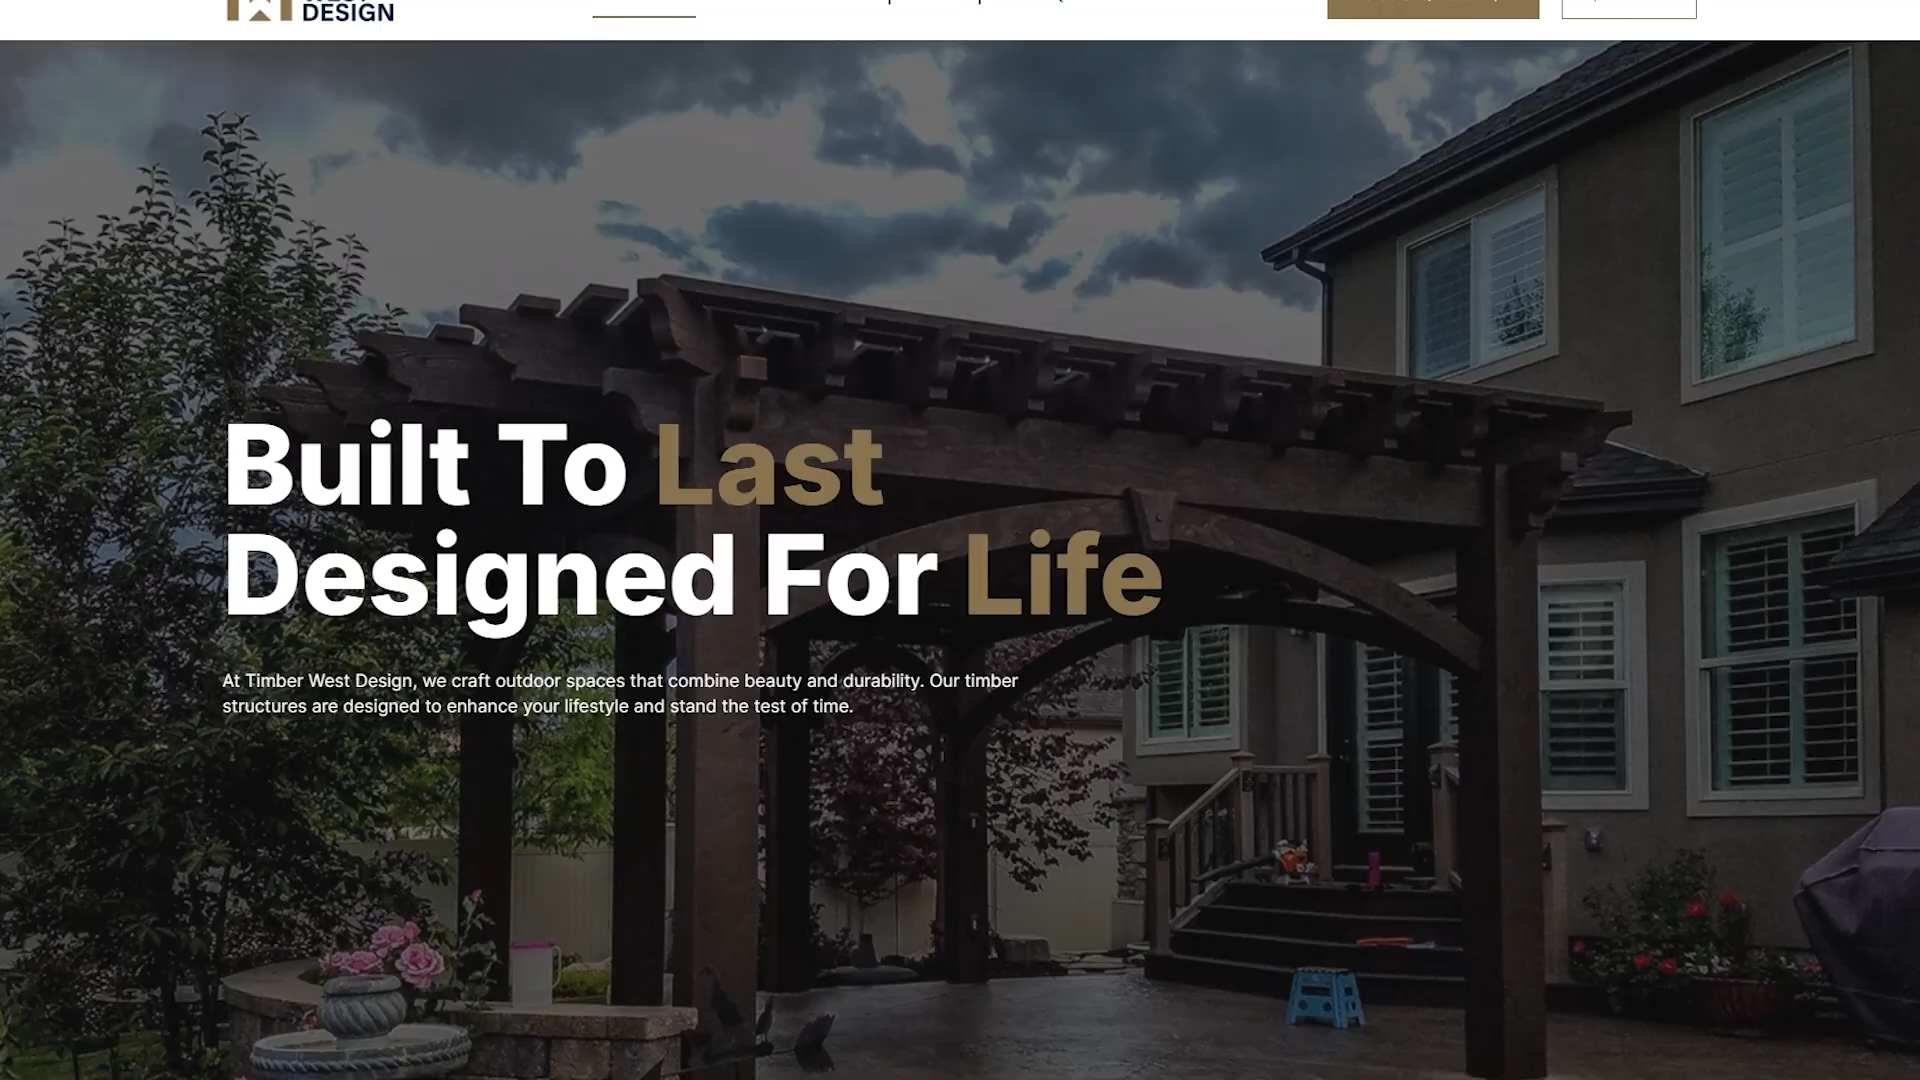 DESIGN
Built To Last
Designed For Life
At Timber West Design, we craft outdoor spaces that combine beauty and durability. Our timber
structures are designed to enhance your lifestyle and stand the test of time.